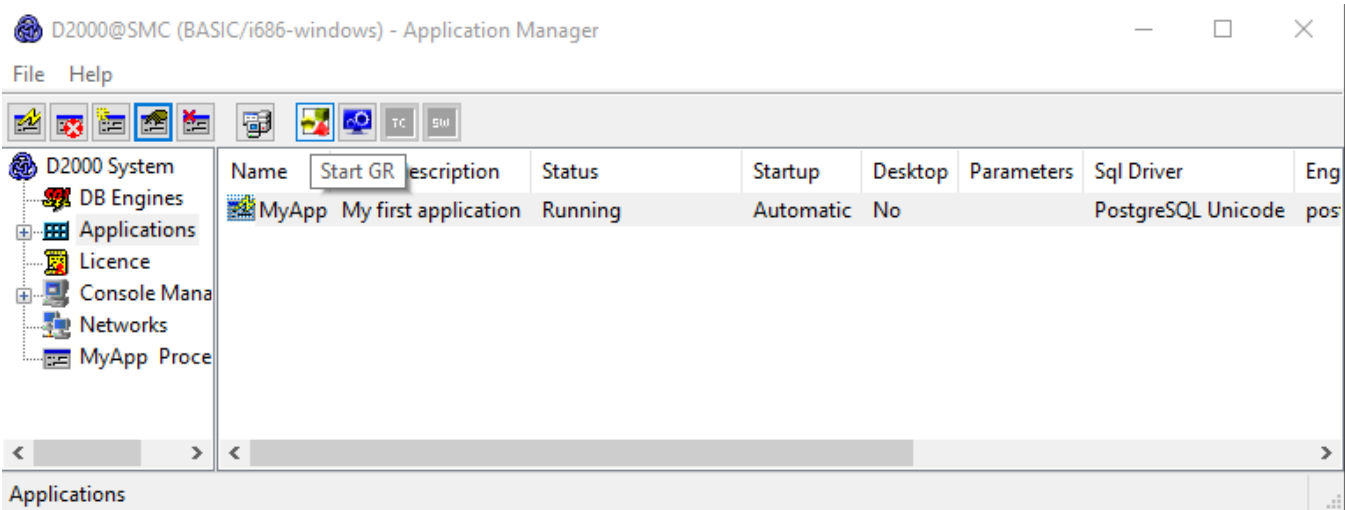 D2000@SMC (BASIC/i686-windows) - Application Manager
File Help
TC SW
D2000 System
DB Engines
Applications
Licence
Console Mana
Networks
MyApp Proce
Name Start GR escription Status Startup Desktop Parameters Sql Driver Eng
MyApp My first application Running Automatic No PostgreSQL Unicode pos
Applications